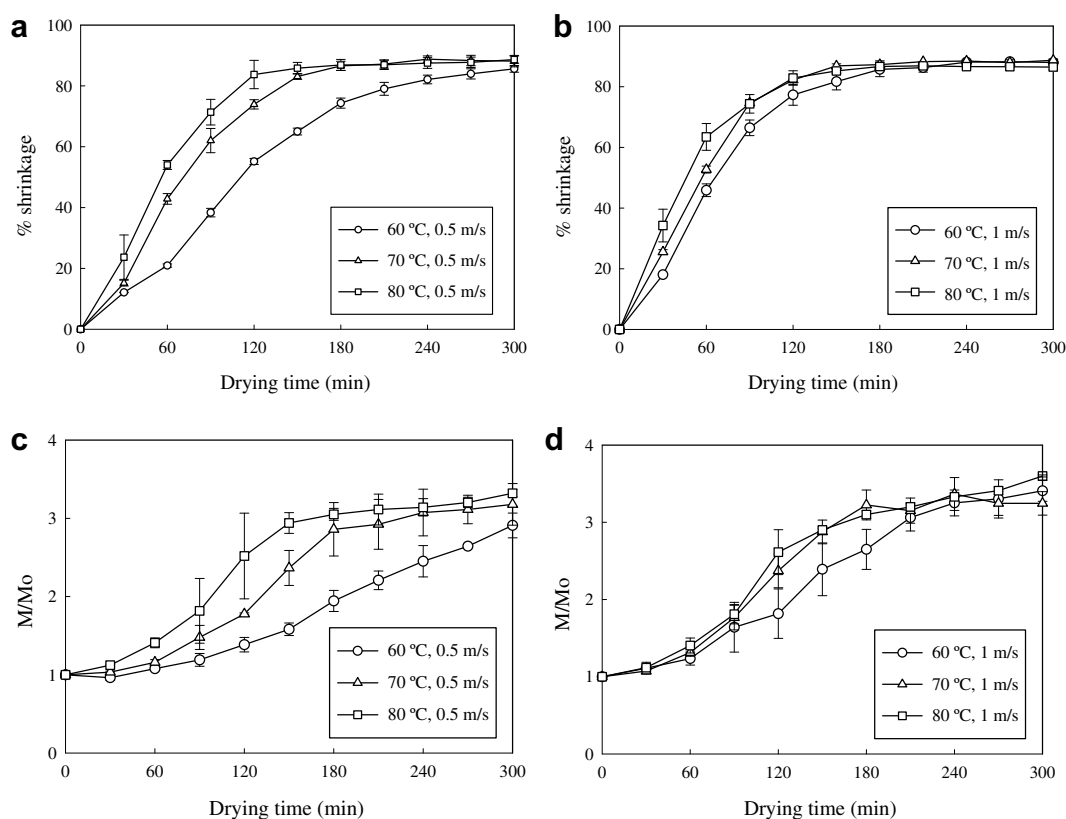 a
100
80
60
40
20
0
% shrinkage
0 60 120 180 240 300
Drying time (min)
60 ºC, 0.5 m/s
70 ºC, 0.5 m/s
80 ºC, 0.5 m/s
b
100
80
60
40
20
0
% shrinkage
0 60 120 180 240 300
Drying time (min)
60 ºC, 1 m/s
70 ºC, 1 m/s
80 ºC, 1 m/s
c
4
3
2
1
0
M/Mo
0 60 120 180 240 300
Drying time (min)
60 ºC, 0.5 m/s
70 ºC, 0.5 m/s
80 ºC, 0.5 m/s
d
4
3
2
1
0
M/Mo
0 60 120 180 240 300
Drying time (min)
60 ºC, 1 m/s
70 ºC, 1 m/s
80 ºC, 1 m/s